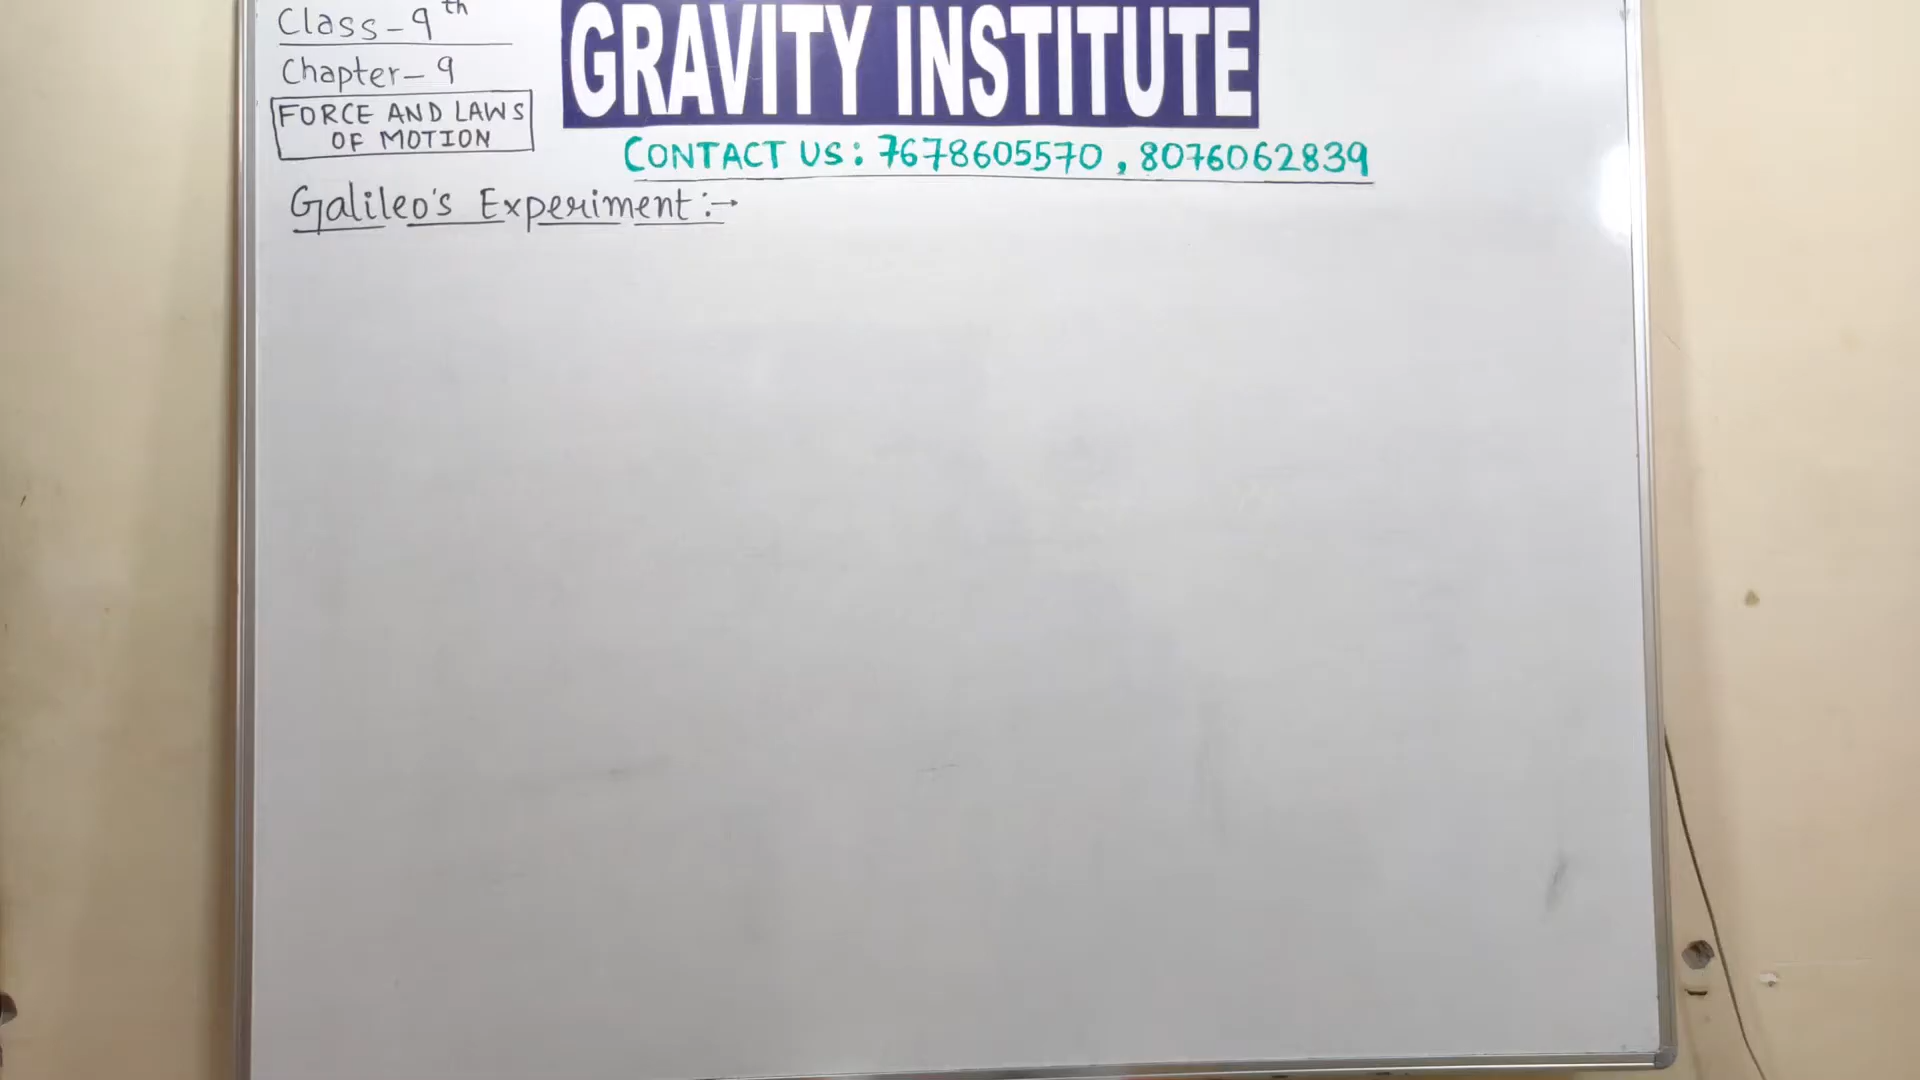 Class-9th
Chapter-9
FORCE AND LAWS
OF MOTION
GRAVITY INSTITUTE
CONTACT US: 7678605570, 8076062839
Galileo's Experiment:→